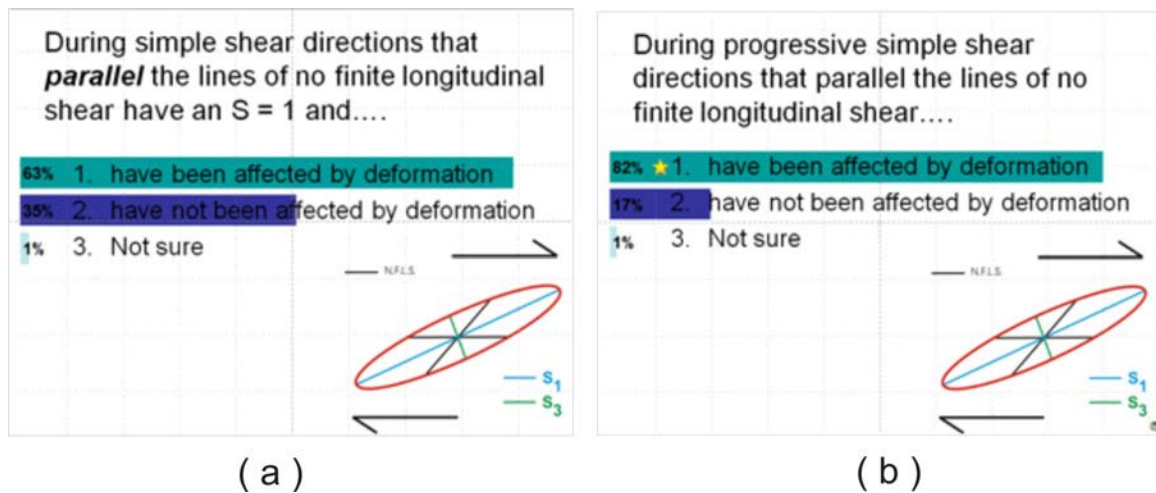 During simple shear directions that
parallel the lines of no finite longitudinal
shear have an S = 1 and....
63% 1. have been affected by deformation
35% 2. have not been affected by deformation
1% 3. Not sure
N.F.L.S.
S1
S3
(a)
During progressive simple shear
directions that parallel the lines of no
finite longitudinal shear....
82% 1. have been affected by deformation
17% 2. have not been affected by deformation
1% 3. Not sure
N.F.L.S.
S1
S3
(b)